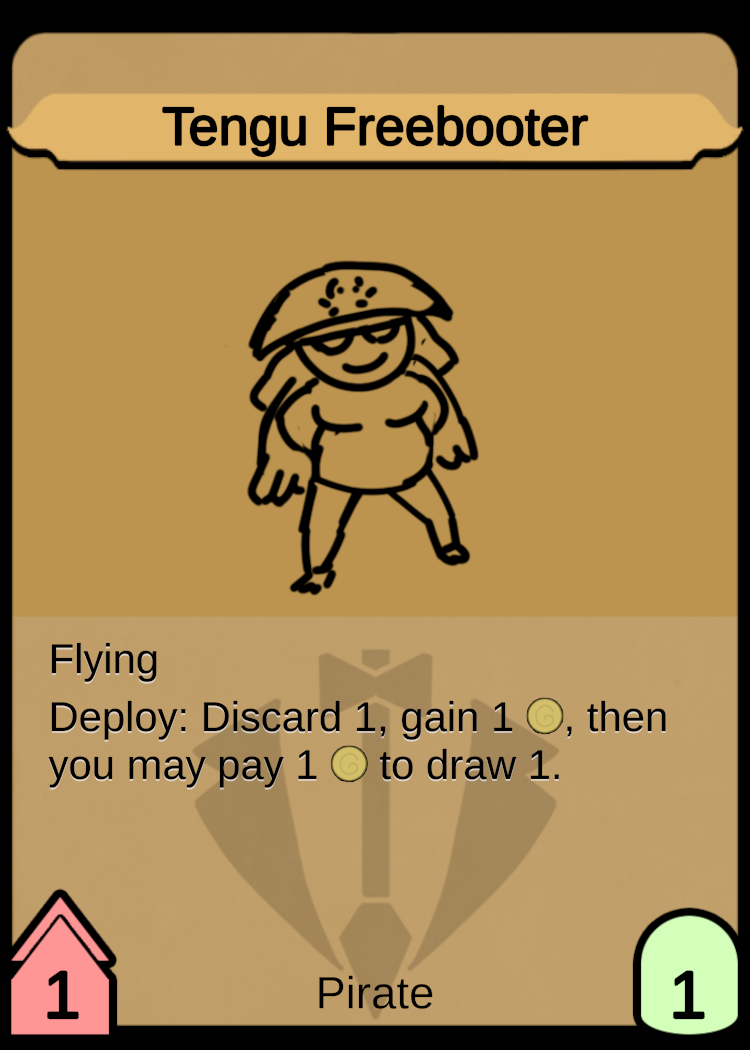 Tengu Freebooter
Flying
Deploy: Discard 1, gain 1 , then
you may pay 1 to draw 1.
1
Pirate
1